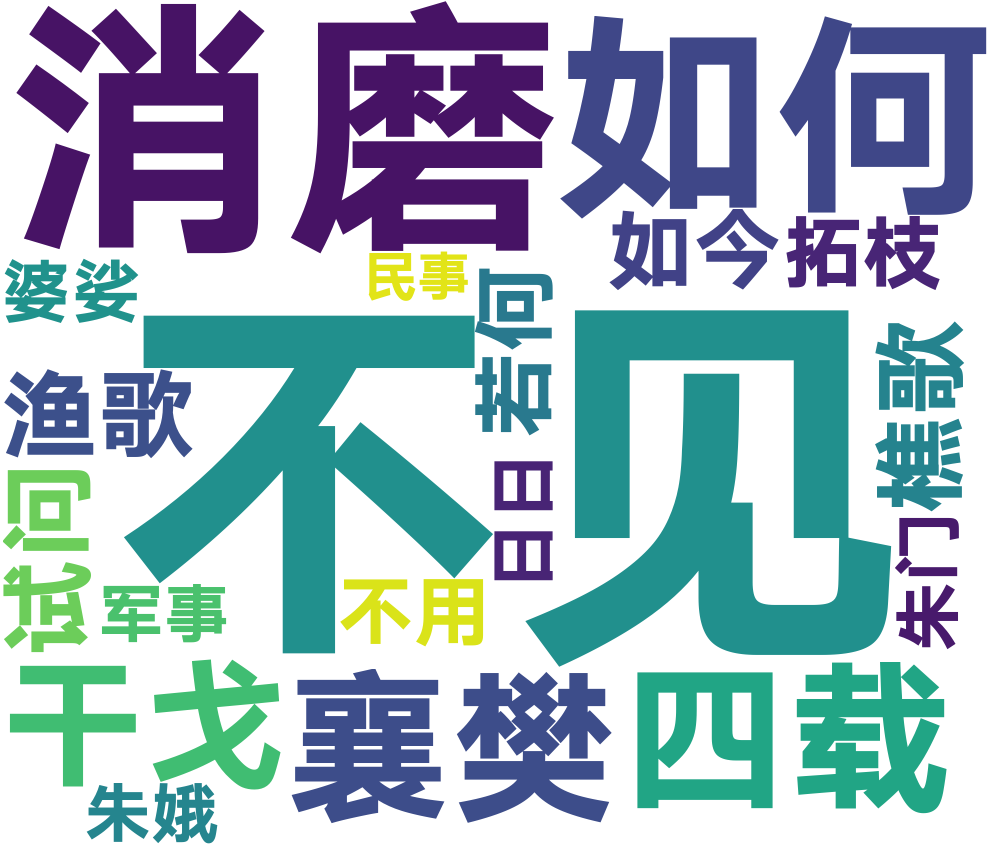 消磨
如何
如今
拓枝
婆娑
民事
若何
不见
渔歌
樵歌
日日
试问
朱门
军事
不用
干戈
襄樊
四载
朱娥